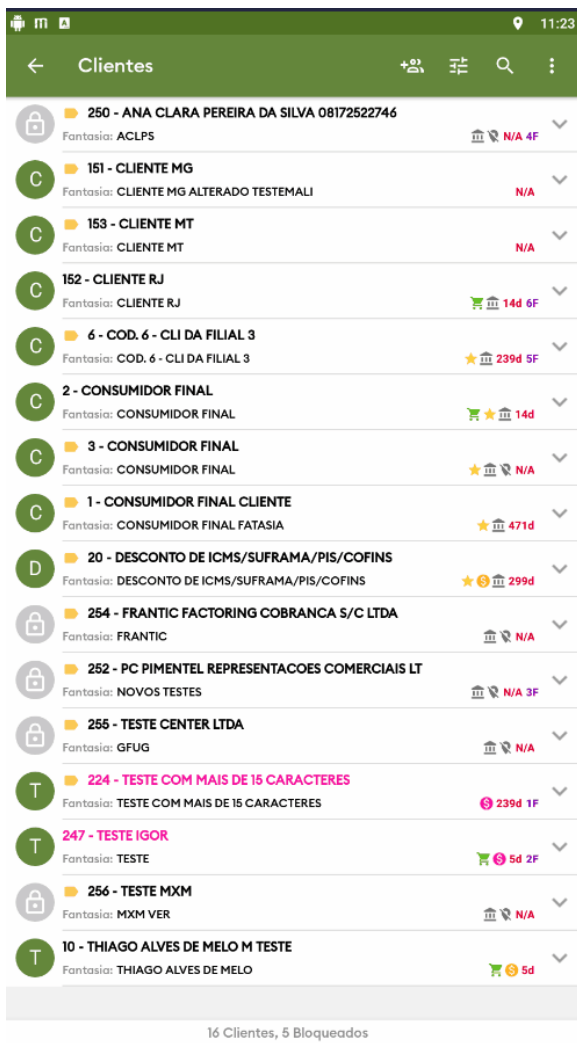 m A 11:23
Clientes
250 - ANA CLARA PEREIRA DA SILVA 08172522746
Fantasia: ACLPS N/A 4F
C 151 - CLIENTE MG
Fantasia: CLIENTE MG ALTERADO TESTEMALI N/A
C 153 - CLIENTE MT
Fantasia: CLIENTE MT N/A
C 152 - CLIENTE RJ
Fantasia: CLIENTE RJ 14d 6F
C 6 - COD. 6 - CLI DA FILIAL 3
Fantasia: COD. 6 - CLI DA FILIAL 3 239d 5F
C 2 - CONSUMIDOR FINAL
Fantasia: CONSUMIDOR FINAL 14d
C 3 - CONSUMIDOR FINAL
Fantasia: CONSUMIDOR FINAL N/A
C 1 - CONSUMIDOR FINAL CLIENTE
Fantasia: CONSUMIDOR FINAL FATASIA 471d
D 20 - DESCONTO DE ICMS/SUFRAMA/PIS/COFINS
Fantasia: DESCONTO DE ICMS/SUFRAMA/PIS/COFINS 299d
254 - FRANTIC FACTORING COBRANCA S/C LTDA
Fantasia: FRANTIC N/A
252 - PC PIMENTEL REPRESENTACOES COMERCIAIS LT
Fantasia: NOVOS TESTES N/A 3F
255 - TESTE CENTER LTDA
Fantasia: GFUG N/A
T 224 - TESTE COM MAIS DE 15 CARACTERES
Fantasia: TESTE COM MAIS DE 15 CARACTERES 239d 1F
T 247 - TESTE IGOR
Fantasia: TESTE 5d 2F
256 - TESTE MXM
Fantasia: MXM VER N/A
T 10 - THIAGO ALVES DE MELO M TESTE
Fantasia: THIAGO ALVES DE MELO 5d
16 Clientes, 5 Bloqueados